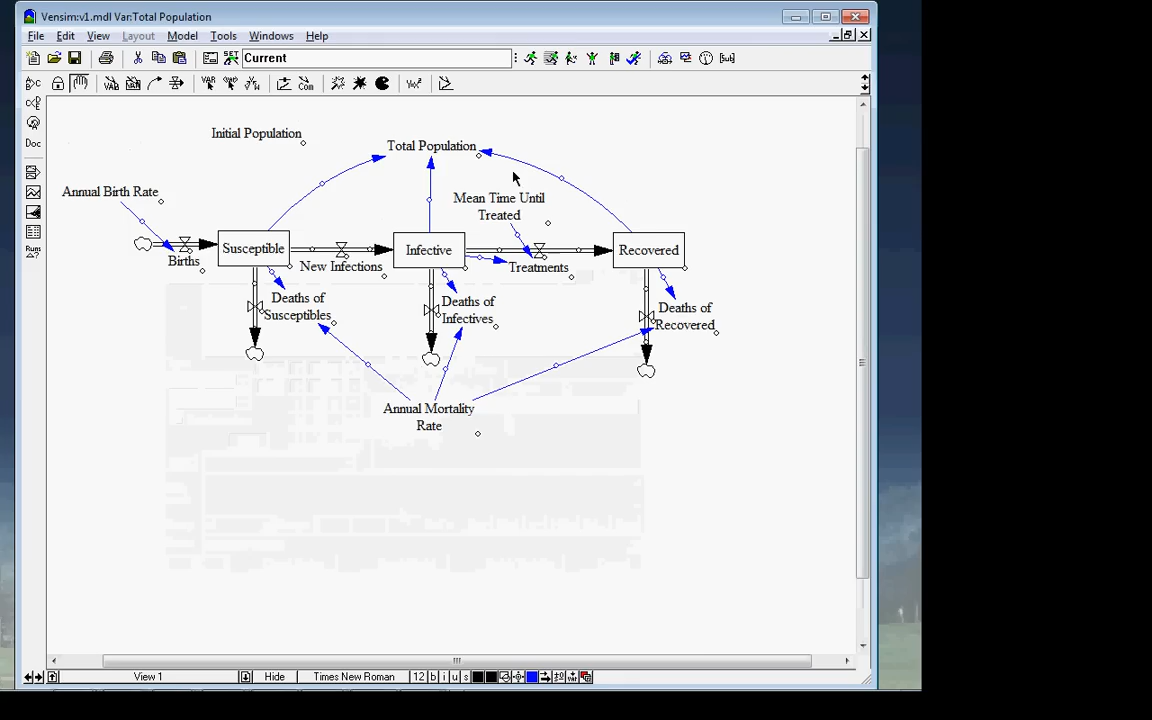 Vensim:v1.mdl Var:Total Population
File Edit View Layout Model Tools Windows Help
SET Current
Doc
Runs
Initial Population
Total Population
Annual Birth Rate
Mean Time Until
Treated
Susceptible
Infective
Recovered
Births
New Infections
Treatments
Deaths of
Susceptibles
Deaths of
Infectives
Deaths of
Recovered
Annual Mortality
Rate
View 1 Hide Times New Roman 12 b i u s